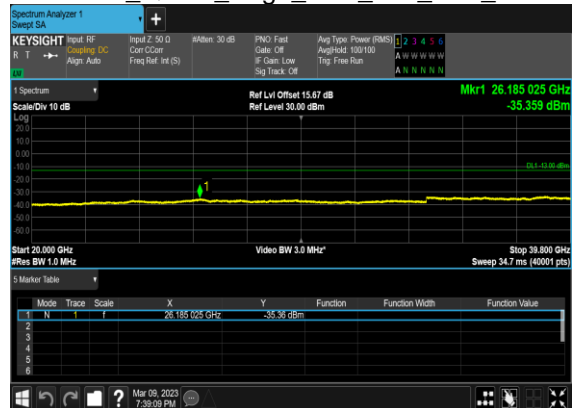 Spectrum Analyzer 1
Swept SA
+
KEYSIGHT
R T
Input: RF
Coupling: DC
Align: Auto
Input Z: 50 Ω
Corr CCorr
Freq Ref: Int (S)
#Atten: 30 dB
PNO: Fast
Gate: Off
IF Gain: Low
Sig Track: Off
Avg Type: Power (RMS)
Avg|Hold: 100/100
Trig: Free Run
1 2 3 4 5 6
A W W W W W
A N N N N N
1 Spectrum
Scale/Div 10 dB
Ref Lvl Offset 15.67 dB
Ref Level 30.00 dBm
Mkr1 26.185 025 GHz
-35.359 dBm
Log
20.0
10.0
0.00
-10.0
-20.0
-30.0
-40.0
-50.0
-60.0
1
DL1 -13.00 dBm
Start 20.000 GHz
#Res BW 1.0 MHz
Video BW 3.0 MHz*
Stop 39.800 GHz
Sweep 34.7 ms (40001 pts)
5 Marker Table
Mode Trace Scale X Y Function Function Width Function Value
1 N 1 f 26.185 025 GHz -35.36 dBm
2
3
4
5
6
?
Mar 09, 2023
7:39:09 PM